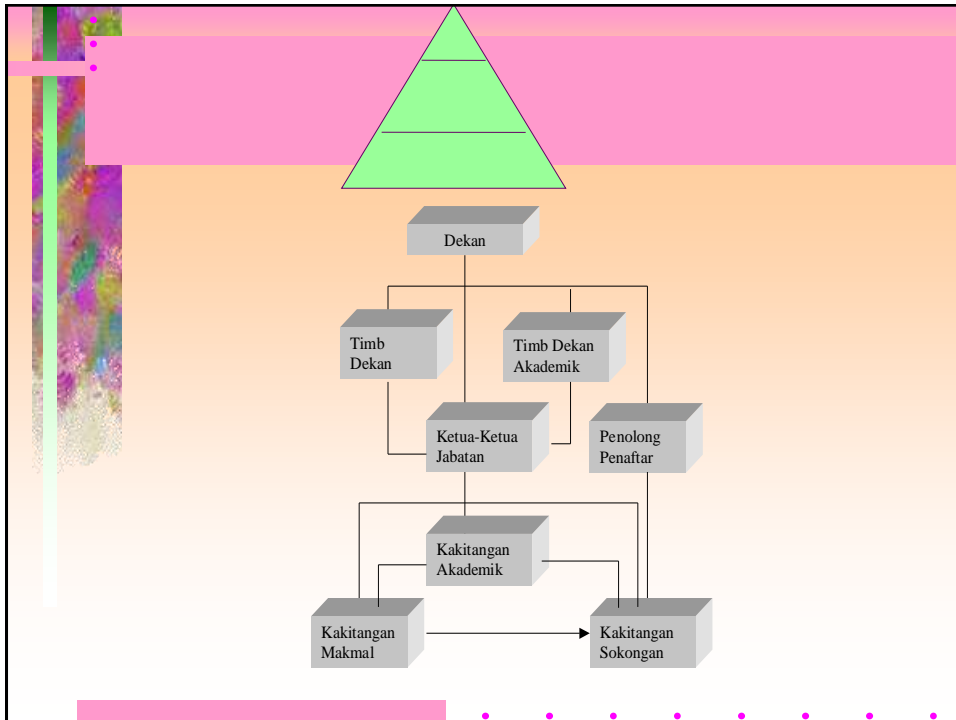 Dekan
Timb
Dekan
Timb Dekan
Akademik
Ketua-Ketua
Jabatan
Penolong
Penaftar
Kakitangan
Akademik
Kakitangan
Makmal
Kakitangan
Sokongan